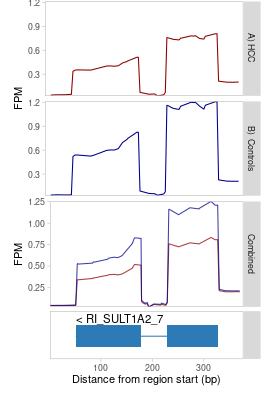 1.2
0.9
0.6
0.3
FPM
A) HCC
1.2
0.9
0.6
0.3
FPM
B) Controls
1.25
1.00
0.75
0.50
0.25
FPM
Combined
< RI_SULT1A2_7
100
200
300
Distance from region start (bp)